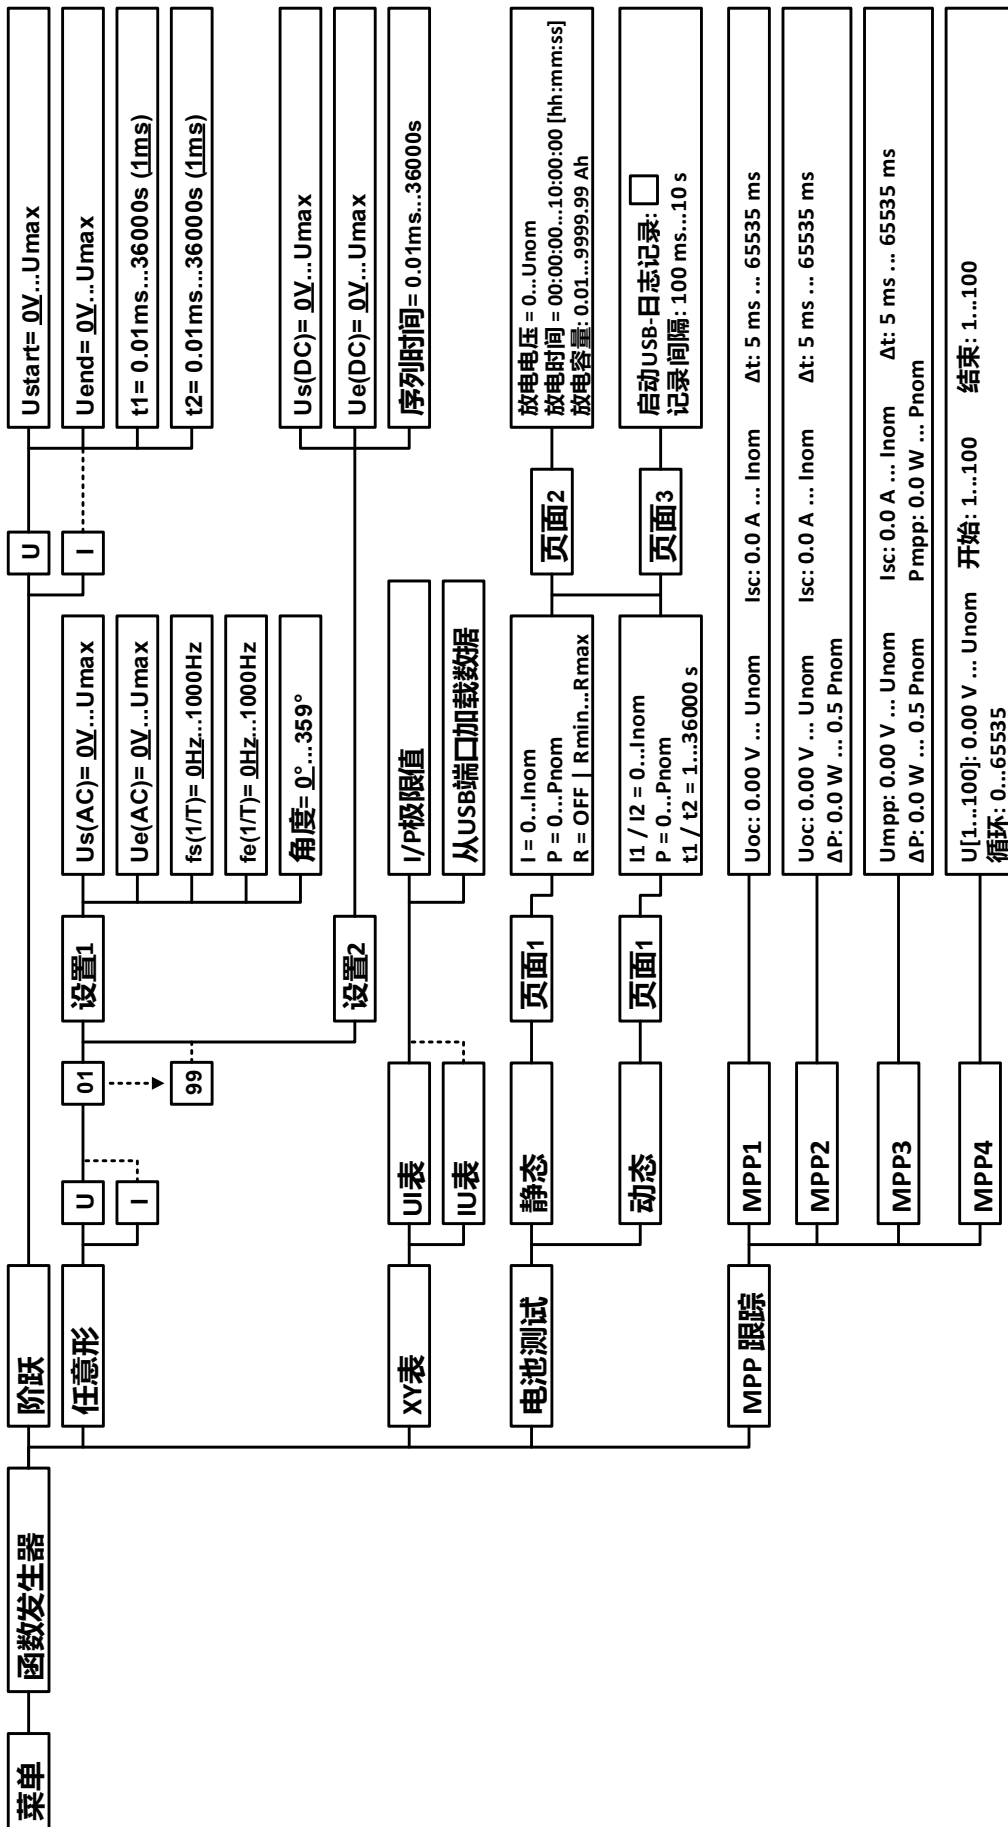 菜单
函数发生器
阶跃
U
Ustart= 0V...Umax
I
Uend= 0V...Umax
t1= 0.01ms...36000s (1ms)
t2= 0.01ms...36000s (1ms)
任意形
U
I
01
99
设置1
Us(AC)= 0V...Umax
Ue(AC)= 0V...Umax
fs(1/T)= 0Hz...1000Hz
fe(1/T)= 0Hz...1000Hz
角度= 0°...359°
设置2
Us(DC)= 0V...Umax
Ue(DC)= 0V...Umax
序列时间= 0.01ms...36000s
XY表
UI表
IU表
I/P极限值
从USB端口加载数据
电池测试
静态
页面1
I = 0...Inom
P = 0...Pnom
R = OFF | Rmin...Rmax
动态
页面1
I1 / I2 = 0...Inom
P = 0...Pnom
t1 / t2 = 1...36000 s
页面2
放电电压 = 0...Unom
放电时间 = 00:00:00...10:00:00 [hh:mm:ss]
放电容量: 0.01...9999.99 Ah
页面3
启动USB-日志记录:
记录间隔: 100 ms...10 s
MPP 跟踪
MPP1
Uoc: 0.00 V ... Unom Isc: 0.0 A ... Inom Δt: 5 ms ... 65535 ms
MPP2
Uoc: 0.00 V ... Unom Isc: 0.0 A ... Inom Δt: 5 ms ... 65535 ms
ΔP: 0.0 W ... 0.5 Pnom
MPP3
Umpp: 0.00 V ... Unom Isc: 0.0 A ... Inom Δt: 5 ms ... 65535 ms
ΔP: 0.0 W ... 0.5 Pnom Pmpp: 0.0 W ... Pnom
MPP4
U[1...100]: 0.00 V ... Unom 开始: 1...100 结束: 1...100
循环: 0...65535